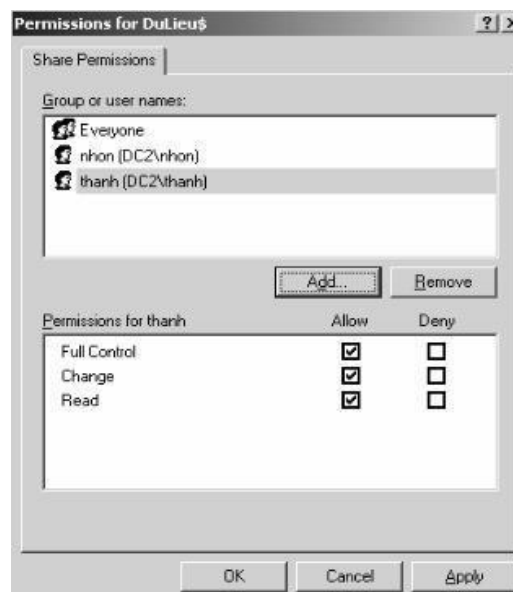 Permissions for DuLieu$
Share Permissions
Group or user names:
Everyone
nhon (DC2\nhon)
thanh (DC2\thanh)
Add... Remove
Permissions for thanh Allow Deny
Full Control
Change
Read
OK Cancel Apply